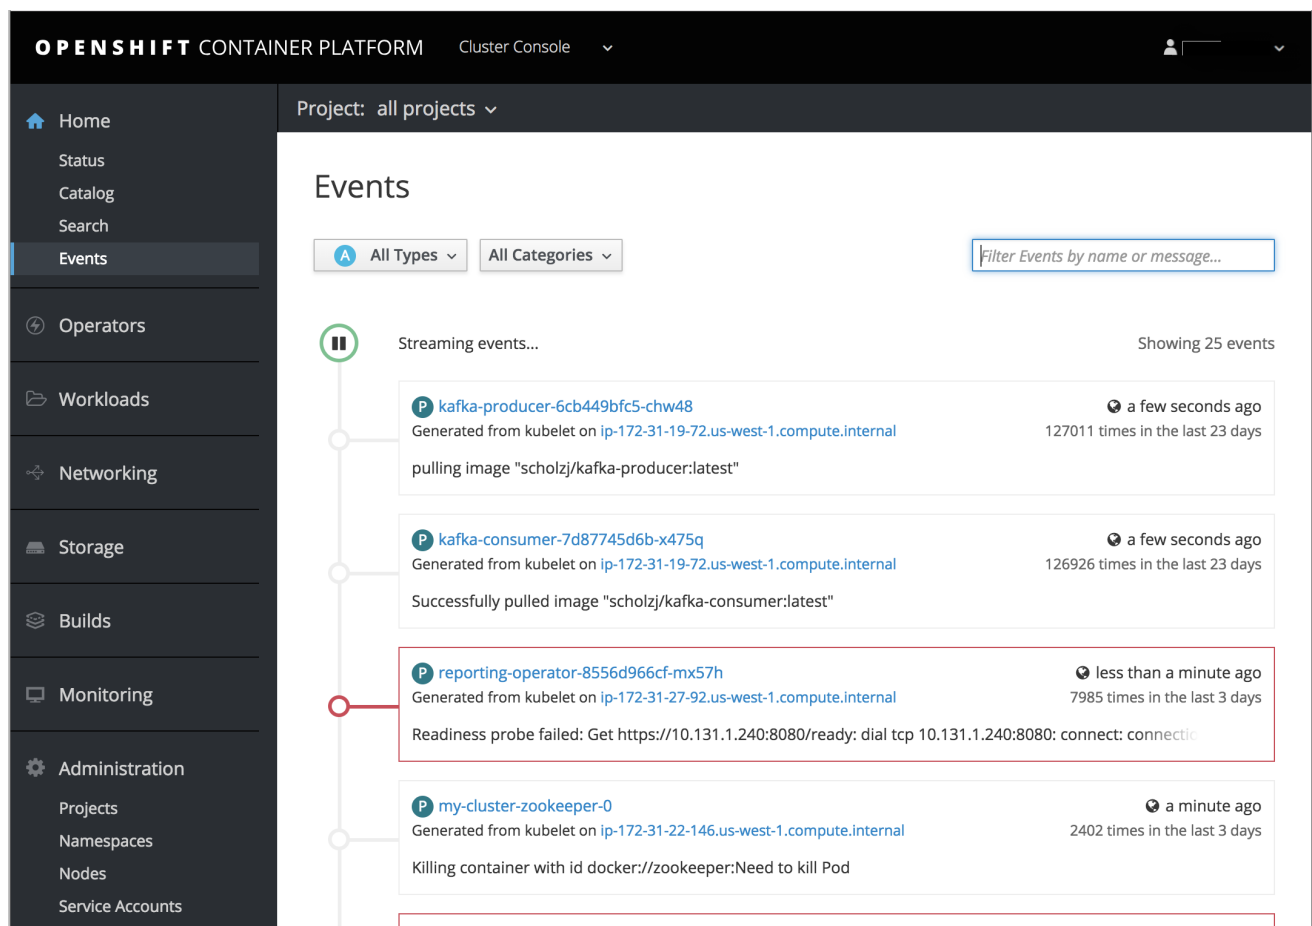 OPENSHIFT CONTAINER PLATFORM Cluster Console
Project: all projects
Home
Status
Catalog
Search
Events
Operators
Workloads
Networking
Storage
Builds
Monitoring
Administration
Projects
Namespaces
Nodes
Service Accounts
Events
A All Types All Categories Filter Events by name or message...
Streaming events... Showing 25 events
P kafka-producer-6cb449bfc5-chw48 a few seconds ago
Generated from kubelet on ip-172-31-19-72.us-west-1.compute.internal 127011 times in the last 23 days
pulling image "scholzj/kafka-producer:latest"
P kafka-consumer-7d87745d6b-x475q a few seconds ago
Generated from kubelet on ip-172-31-19-72.us-west-1.compute.internal 126926 times in the last 23 days
Successfully pulled image "scholzj/kafka-consumer:latest"
P reporting-operator-8556d966cf-mx57h less than a minute ago
Generated from kubelet on ip-172-31-27-92.us-west-1.compute.internal 7985 times in the last 3 days
Readiness probe failed: Get https://10.131.1.240:8080/ready: dial tcp 10.131.1.240:8080: connect: connectic
P my-cluster-zookeeper-0 a minute ago
Generated from kubelet on ip-172-31-22-146.us-west-1.compute.internal 2402 times in the last 3 days
Killing container with id docker://zookeeper:Need to kill Pod